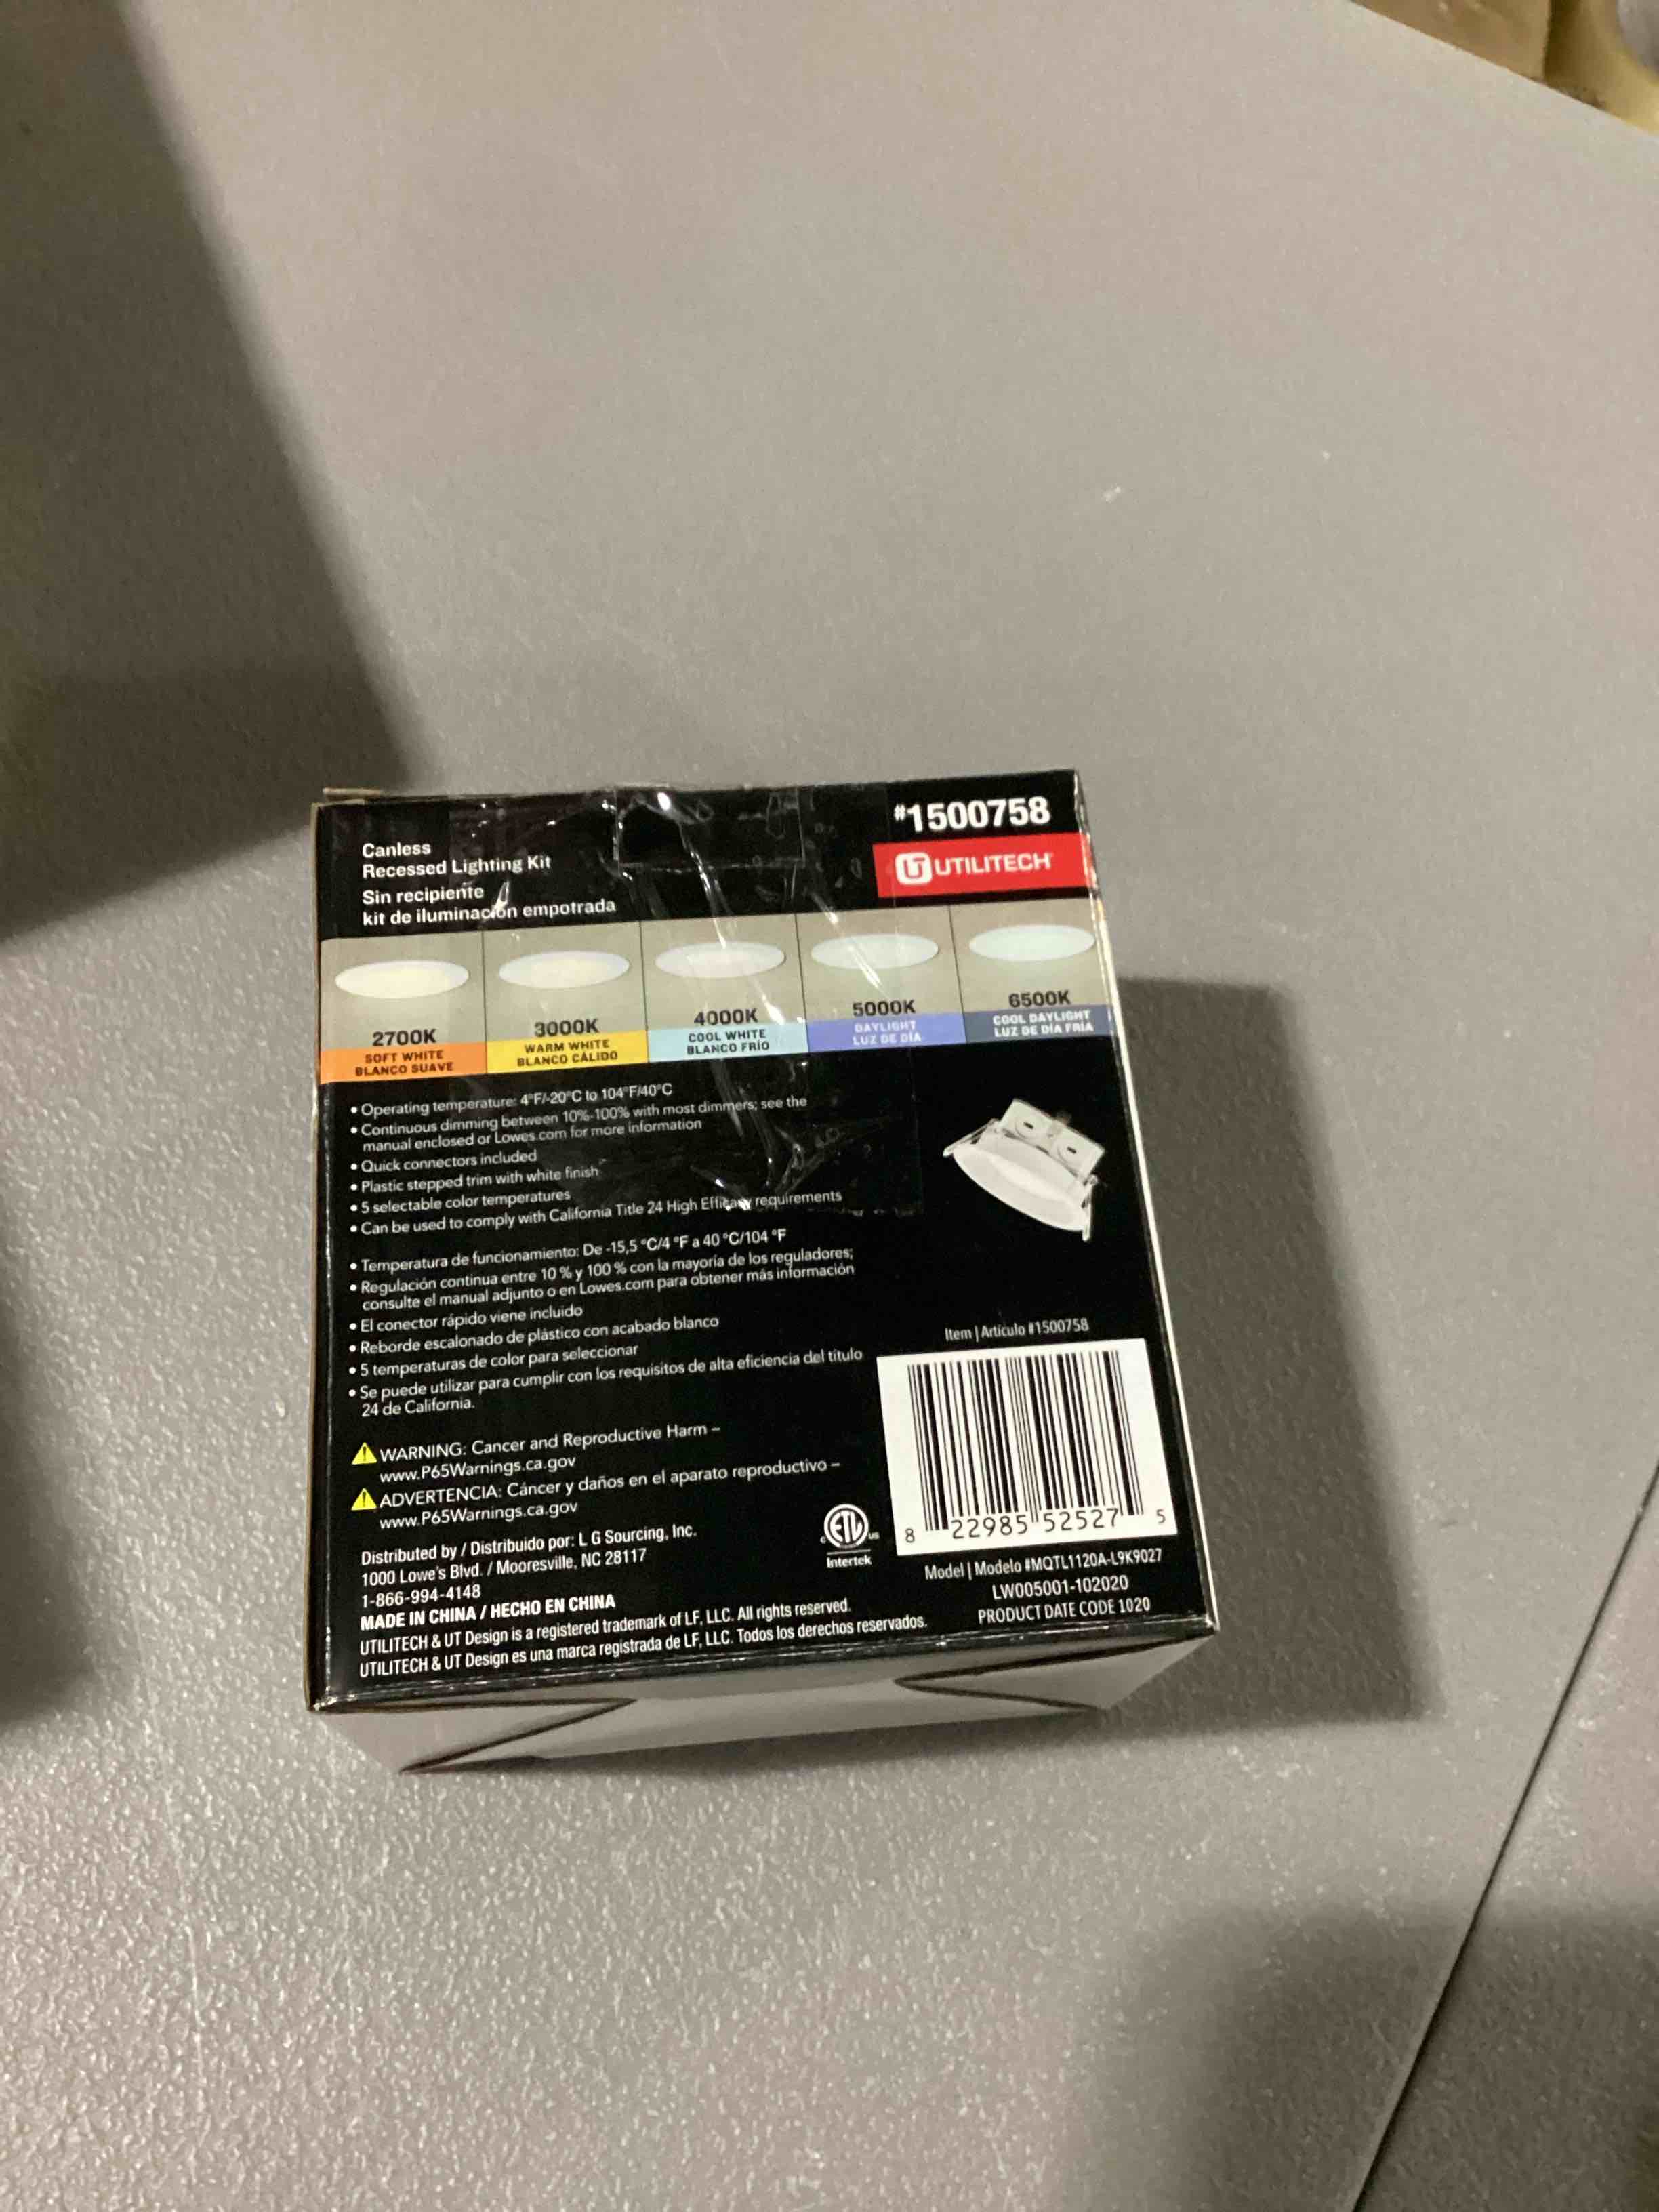 Canless
Recessed Lighting Kit
Sin recipiente
kit de iluminación empotrada
#1500758
UT UTILITECH
2700K
SOFT WHITE
BLANCO SUAVE
3000K
WARM WHITE
BLANCO CÁLIDO
4000K
COOL WHITE
BLANCO FRÍO
5000K
DAYLIGHT
LUZ DE DÍA
6500K
COOL DAYLIGHT
LUZ DE DÍA FRÍA
• Operating temperature: 4°F/-20°C to 104°F/40°C
• Continuous dimming between 10%-100% with most dimmers; see the
manual enclosed or Lowes.com for more information
• Quick connectors included
• Plastic stepped trim with white finish
• 5 selectable color temperatures
• Can be used to comply with California Title 24 High Efficacy requirements
• Temperatura de funcionamiento: De -15,5 °C/4 °F a 40 °C/104 °F
• Regulación continua entre 10 % y 100 % con la mayoría de los reguladores;
consulte el manual adjunto o en Lowes.com para obtener más información
• El conector rápido viene incluido
• Reborde escalonado de plástico con acabado blanco
• 5 temperaturas de color para seleccionar
• Se puede utilizar para cumplir con los requisitos de alta eficiencia del título
24 de California.
WARNING: Cancer and Reproductive Harm –
www.P65Warnings.ca.gov
ADVERTENCIA: Cáncer y daños en el aparato reproductivo –
www.P65Warnings.ca.gov
Distributed by / Distribuido por: L G Sourcing, Inc.
1000 Lowe's Blvd. / Mooresville, NC 28117
1-866-994-4148
MADE IN CHINA / HECHO EN CHINA
UTILITECH & UT Design is a registered trademark of LF, LLC. All rights reserved.
UTILITECH & UT Design es una marca registrada de LF, LLC. Todos los derechos reservados.
c ETL us
Intertek
Item | Artículo #1500758
8 22985 52527 5
Model | Modelo #MQTL1120A-L9K9027
LW005001-102020
PRODUCT DATE CODE 1020